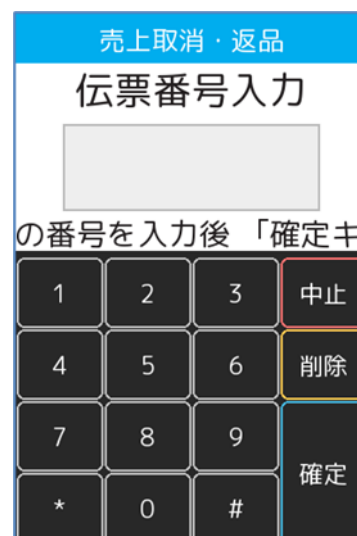 売上取消・返品
伝票番号入力
の番号を入力後 「確定キ
1 2 3 中止
4 5 6 削除
7 8 9
確定
* 0 #